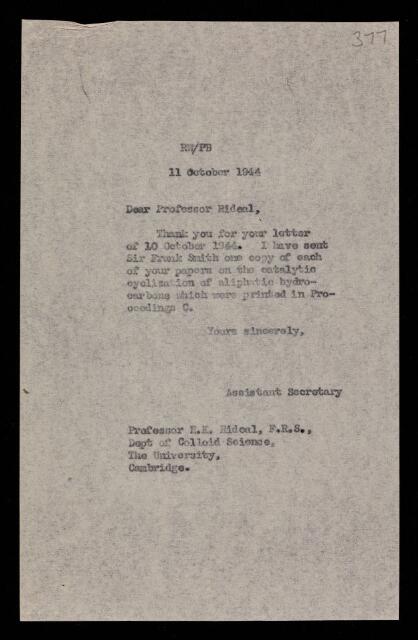 377
RW/PB
11 October 1944
Dear Professor Rideal,
Thank you for your letter
of 10 October 1944. I have sent
Sir Frank Smith one copy of each
of your papers on the catalytic
cyclization of aliphatic hydro-
carbons which were printed in Pro-
ceedings C.
Yours sincerely,
Assistant Secretary
Professor E.K. Rideal, F.R.S.,
Dept of Colloid Science,
The University,
Cambridge.